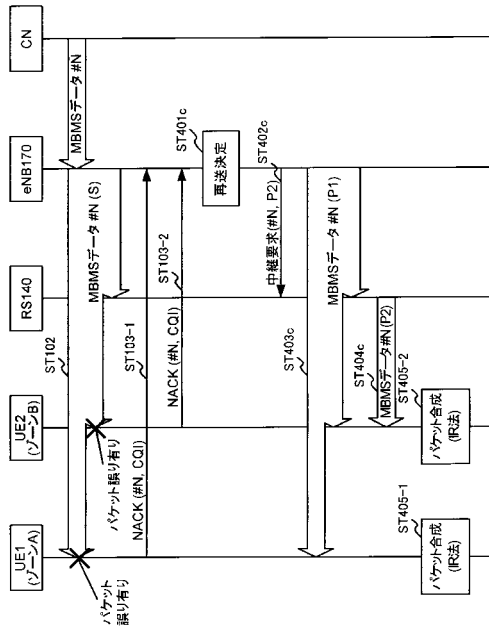 UE1
(ゾーンA)
UE2
(ゾーンB)
RS140
eNB170
CN
MBMSデータ #N
ST102
MBMSデータ #N (S)
パケット
誤り有り
パケット誤り有り
ST103-1
NACK (#N, CQI)
ST103-2
NACK (#N, CQI)
ST401c
再送決定
ST402c
中継要求(#N, P2)
ST403c
MBMSデータ #N (P1)
ST404c
MBMSデータ #N (P2)
ST405-1
パケット合成
(IR法)
ST405-2
パケット合成
(IR法)